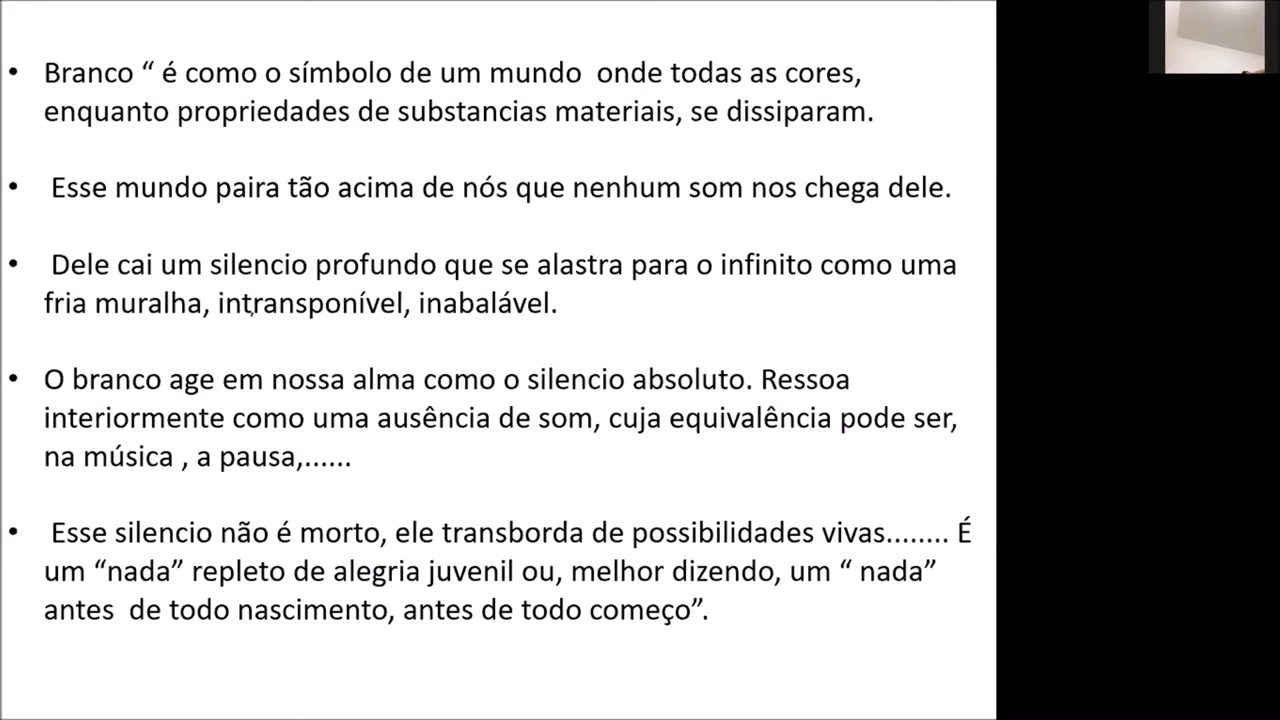 • Branco “ é como o símbolo de um mundo onde todas as cores,
enquanto propriedades de substancias materiais, se dissiparam.
• Esse mundo paira tão acima de nós que nenhum som nos chega dele.
• Dele cai um silencio profundo que se alastra para o infinito como uma
fria muralha, intransponível, inabalável.
• O branco age em nossa alma como o silencio absoluto. Ressoa
interiormente como uma ausência de som, cuja equivalência pode ser,
na música , a pausa,......
• Esse silencio não é morto, ele transborda de possibilidades vivas........ É
um “nada” repleto de alegria juvenil ou, melhor dizendo, um “ nada”
antes de todo nascimento, antes de todo começo”.